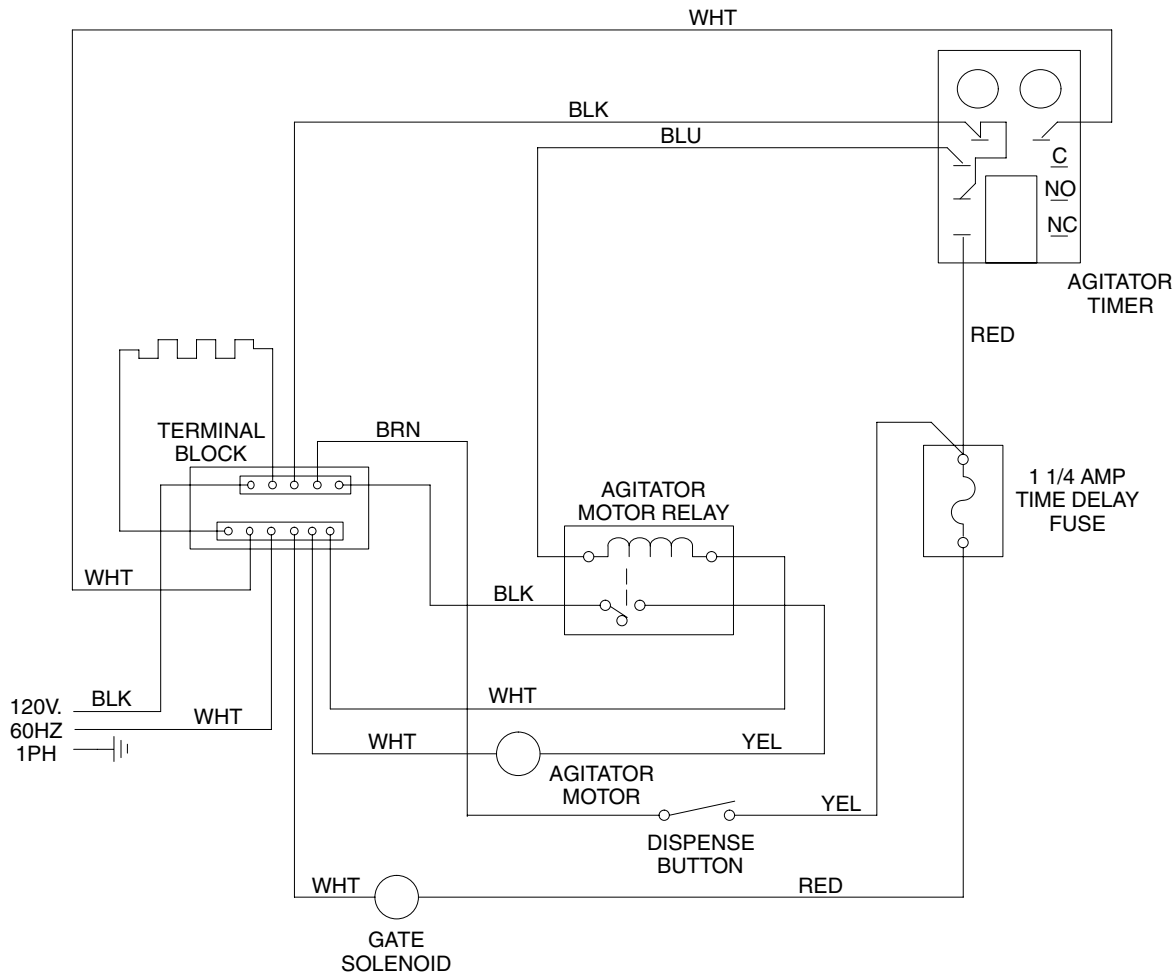 WHT
BLK
BLU
C
NO
NC
AGITATOR
TIMER
RED
TERMINAL
BLOCK
BRN
AGITATOR
MOTOR RELAY
1 1/4 AMP
TIME DELAY
FUSE
WHT
BLK
120V.
60HZ
1PH
BLK
WHT
WHT
WHT
YEL
AGITATOR
MOTOR
YEL
DISPENSE
BUTTON
WHT
RED
GATE
SOLENOID